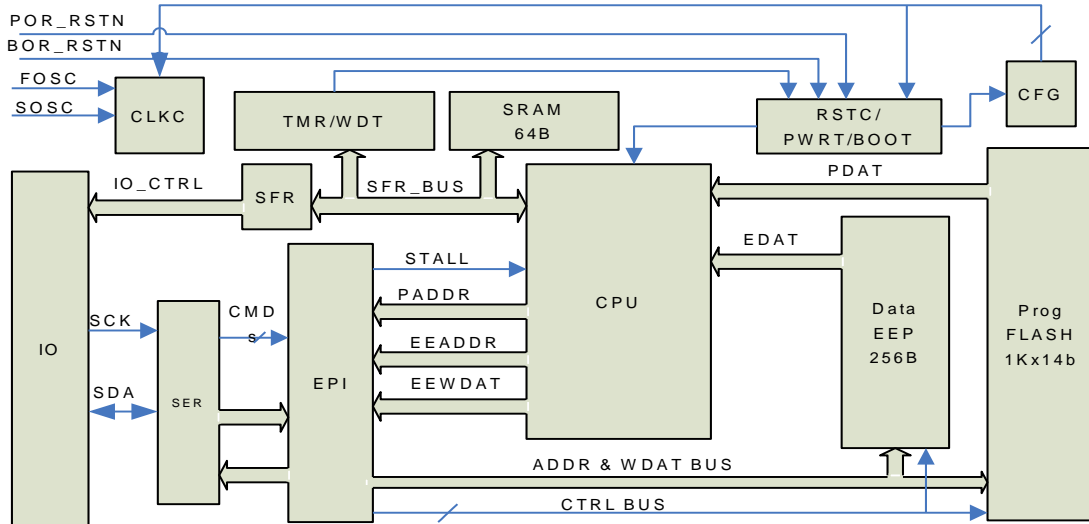 POR_RSTN
BOR_RSTN
FOSC
SOSC
CLKC
TMR/WDT
SRAM
64B
RSTC/
PWRT/BOOT
CFG
IO_CTRL
SFR
SFR_BUS
PDAT
EDAT
STALL
PADDR
EEADDR
EEWDAT
CPU
Data
EEP
256B
Prog
FLASH
1Kx14b
IO
SCK
SDA
SER
CMD
s
EPI
ADDR & WDAT BUS
CTRL BUS